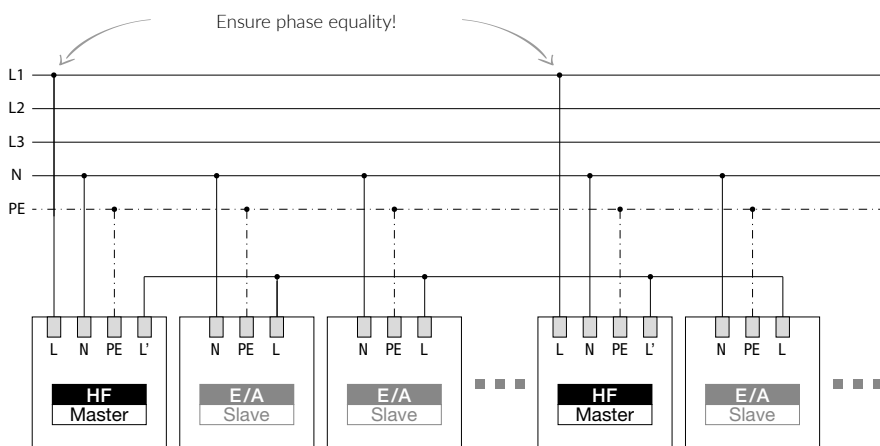 Ensure phase equality!
L1
L2
L3
N
PE
L N PE L' N PE L N PE L L N PE L' N PE L
HF E/A E/A HF E/A
Master Slave Slave Master Slave